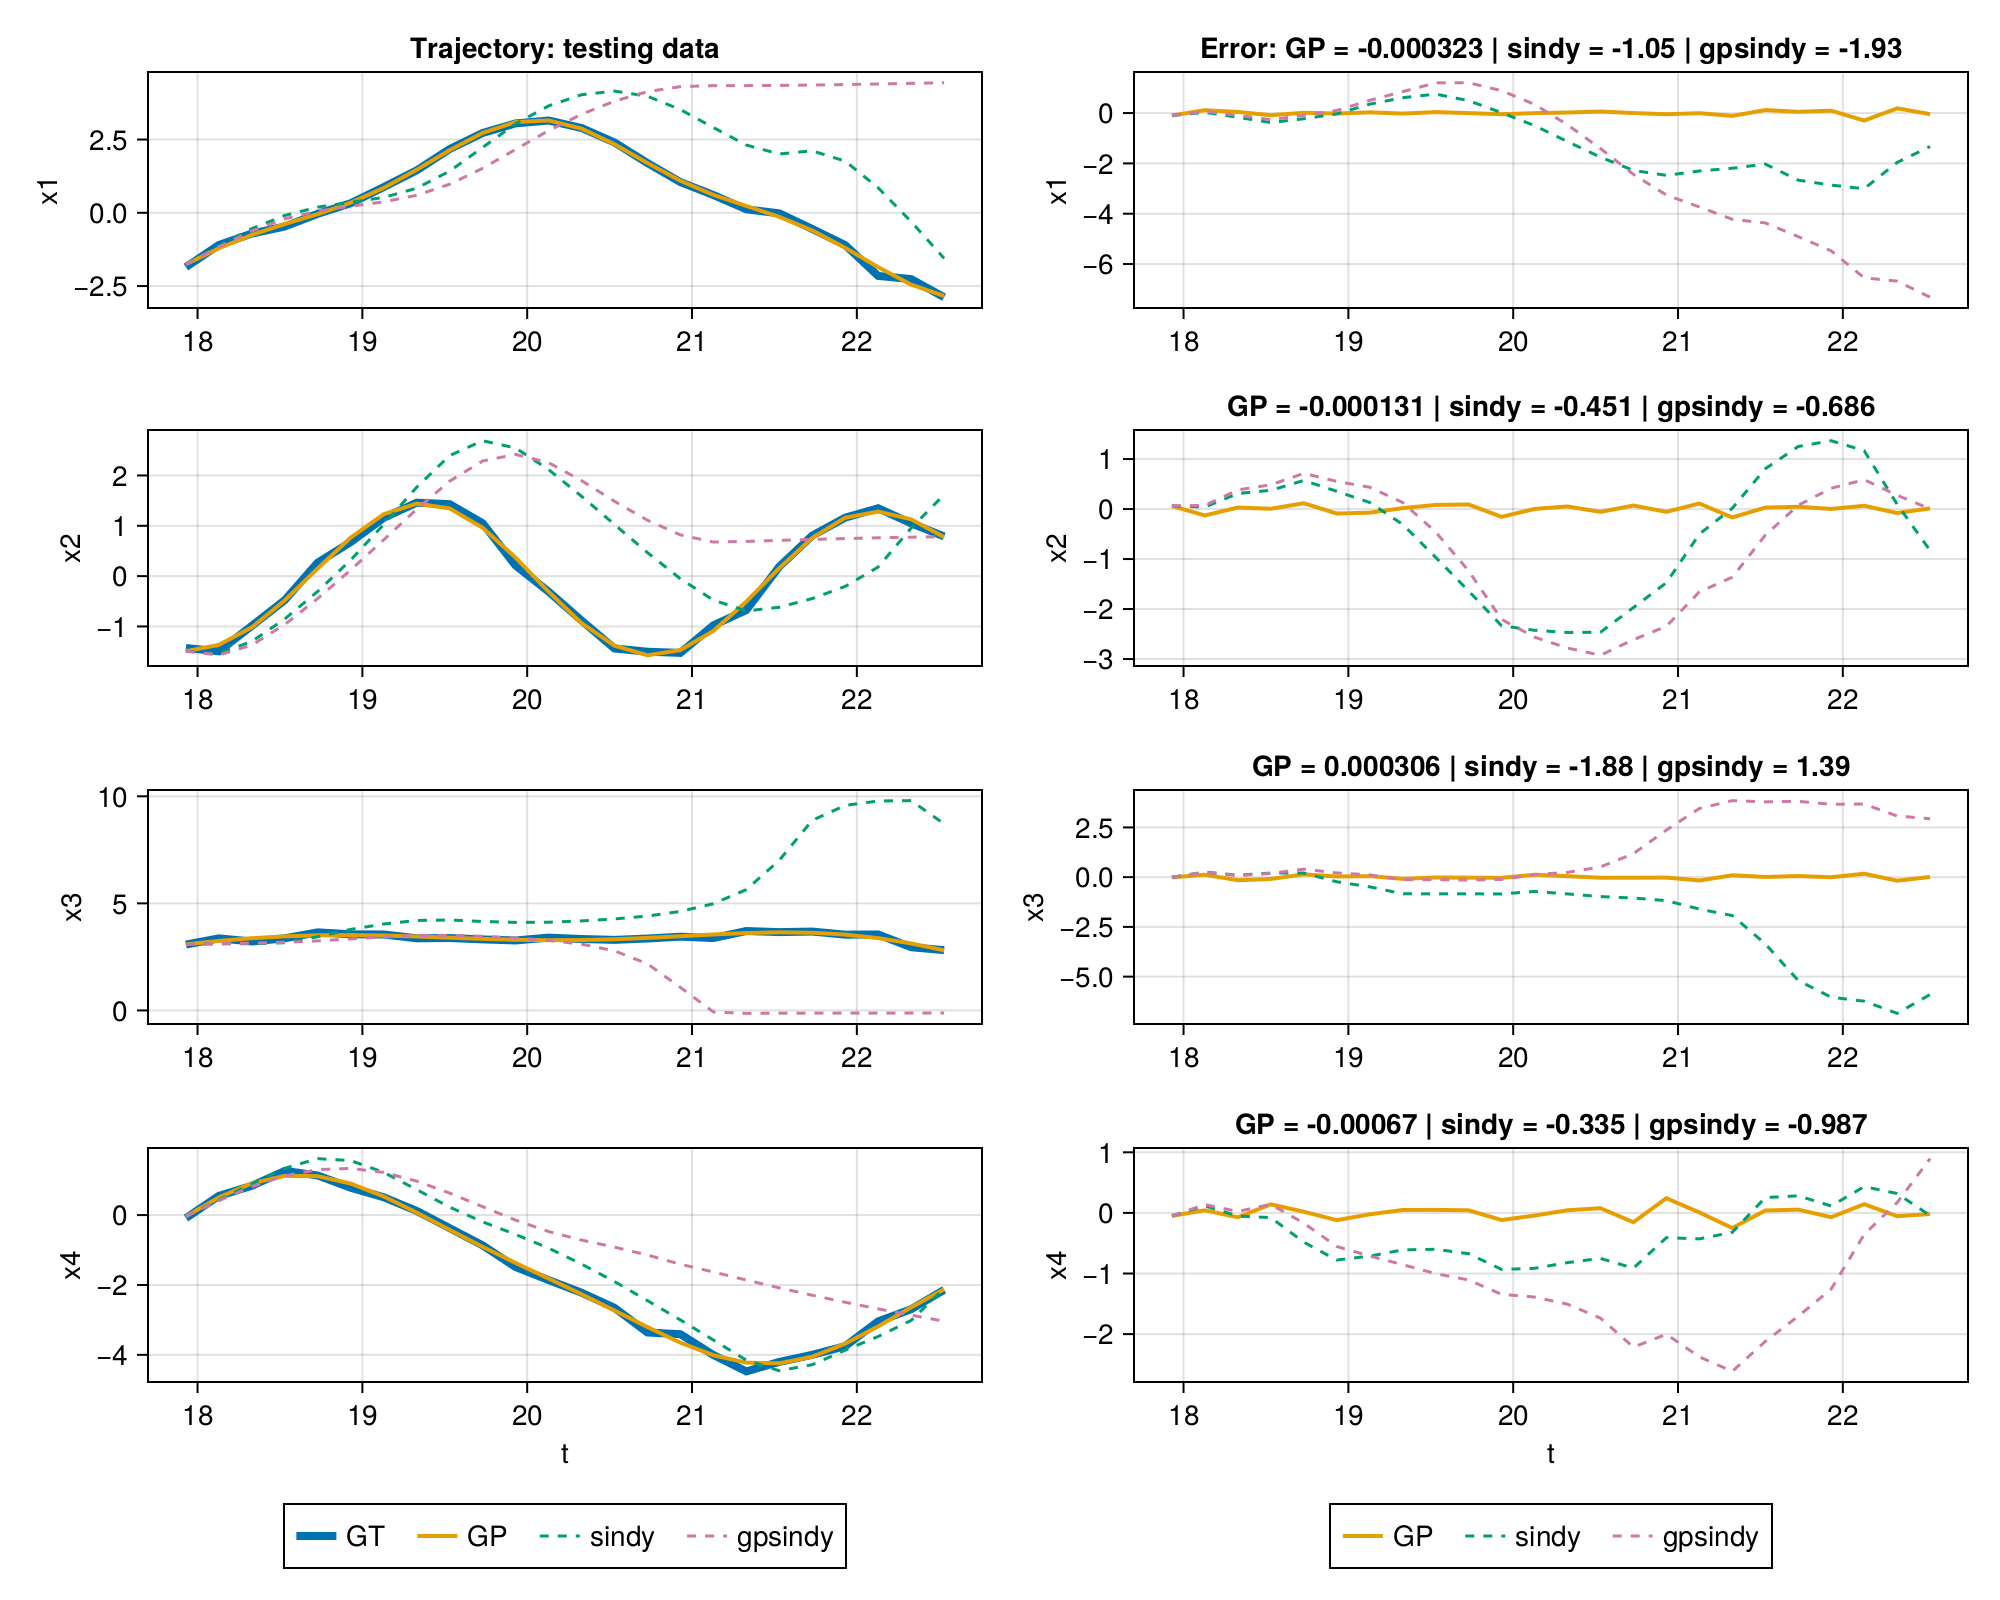 Trajectory: testing data
x1
2.5
0.0
−2.5
18 19 20 21 22
Error: GP = -0.000323 | sindy = -1.05 | gpsindy = -1.93
x1
0
−2
−4
−6
18 19 20 21 22
x2
2
1
0
−1
18 19 20 21 22
GP = -0.000131 | sindy = -0.451 | gpsindy = -0.686
x2
1
0
−1
−2
−3
18 19 20 21 22
x3
10
5
0
18 19 20 21 22
GP = 0.000306 | sindy = -1.88 | gpsindy = 1.39
x3
2.5
0.0
−2.5
−5.0
18 19 20 21 22
x4
0
−2
−4
18 19 20 21 22
t
GP = -0.00067 | sindy = -0.335 | gpsindy = -0.987
x4
1
0
−1
−2
18 19 20 21 22
t
GT GP sindy gpsindy
GP sindy gpsindy